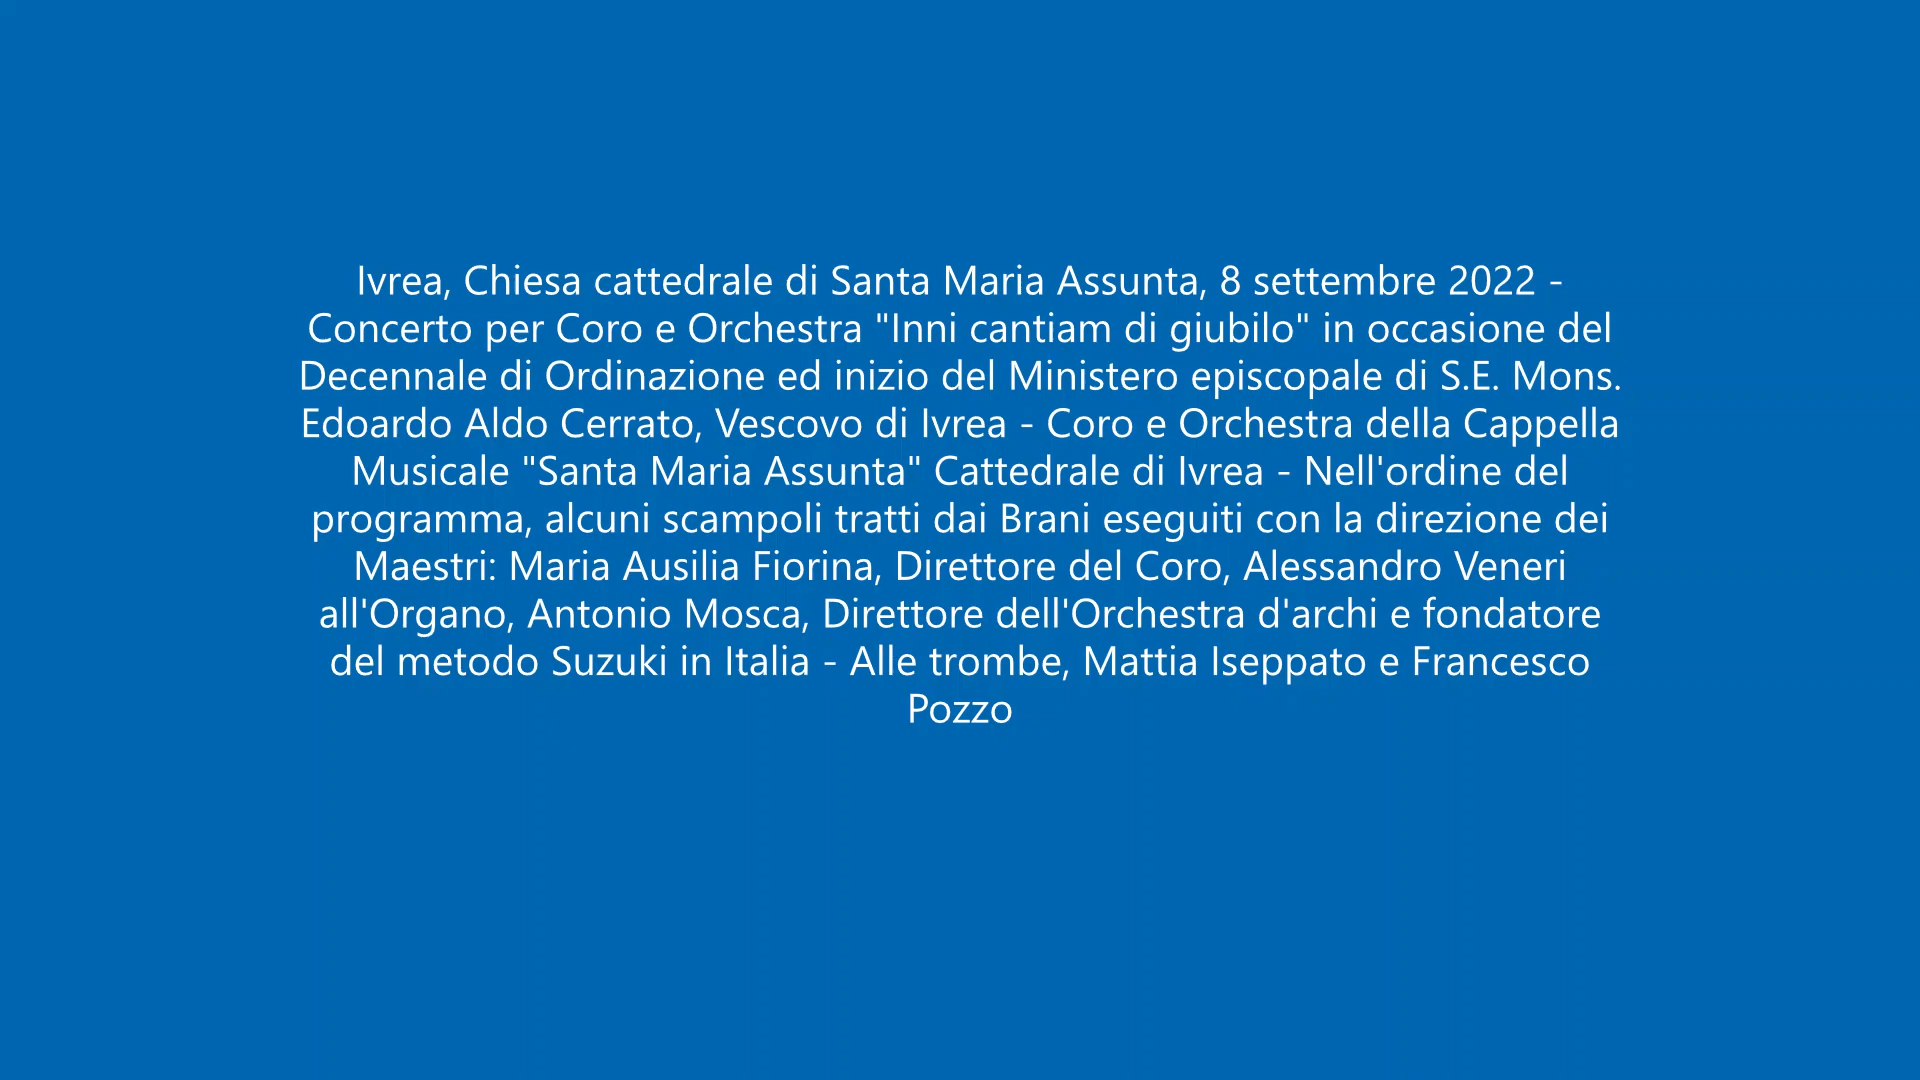 Ivrea, Chiesa cattedrale di Santa Maria Assunta, 8 settembre 2022 -
Concerto per Coro e Orchestra "Inni cantiam di giubilo" in occasione del
Decennale di Ordinazione ed inizio del Ministero episcopale di S.E. Mons.
Edoardo Aldo Cerrato, Vescovo di Ivrea - Coro e Orchestra della Cappella
Musicale "Santa Maria Assunta" Cattedrale di Ivrea - Nell'ordine del
programma, alcuni scampoli tratti dai Brani eseguiti con la direzione dei
Maestri: Maria Ausilia Fiorina, Direttore del Coro, Alessandro Veneri
all'Organo, Antonio Mosca, Direttore dell'Orchestra d'archi e fondatore
del metodo Suzuki in Italia - Alle trombe, Mattia Iseppato e Francesco
Pozzo